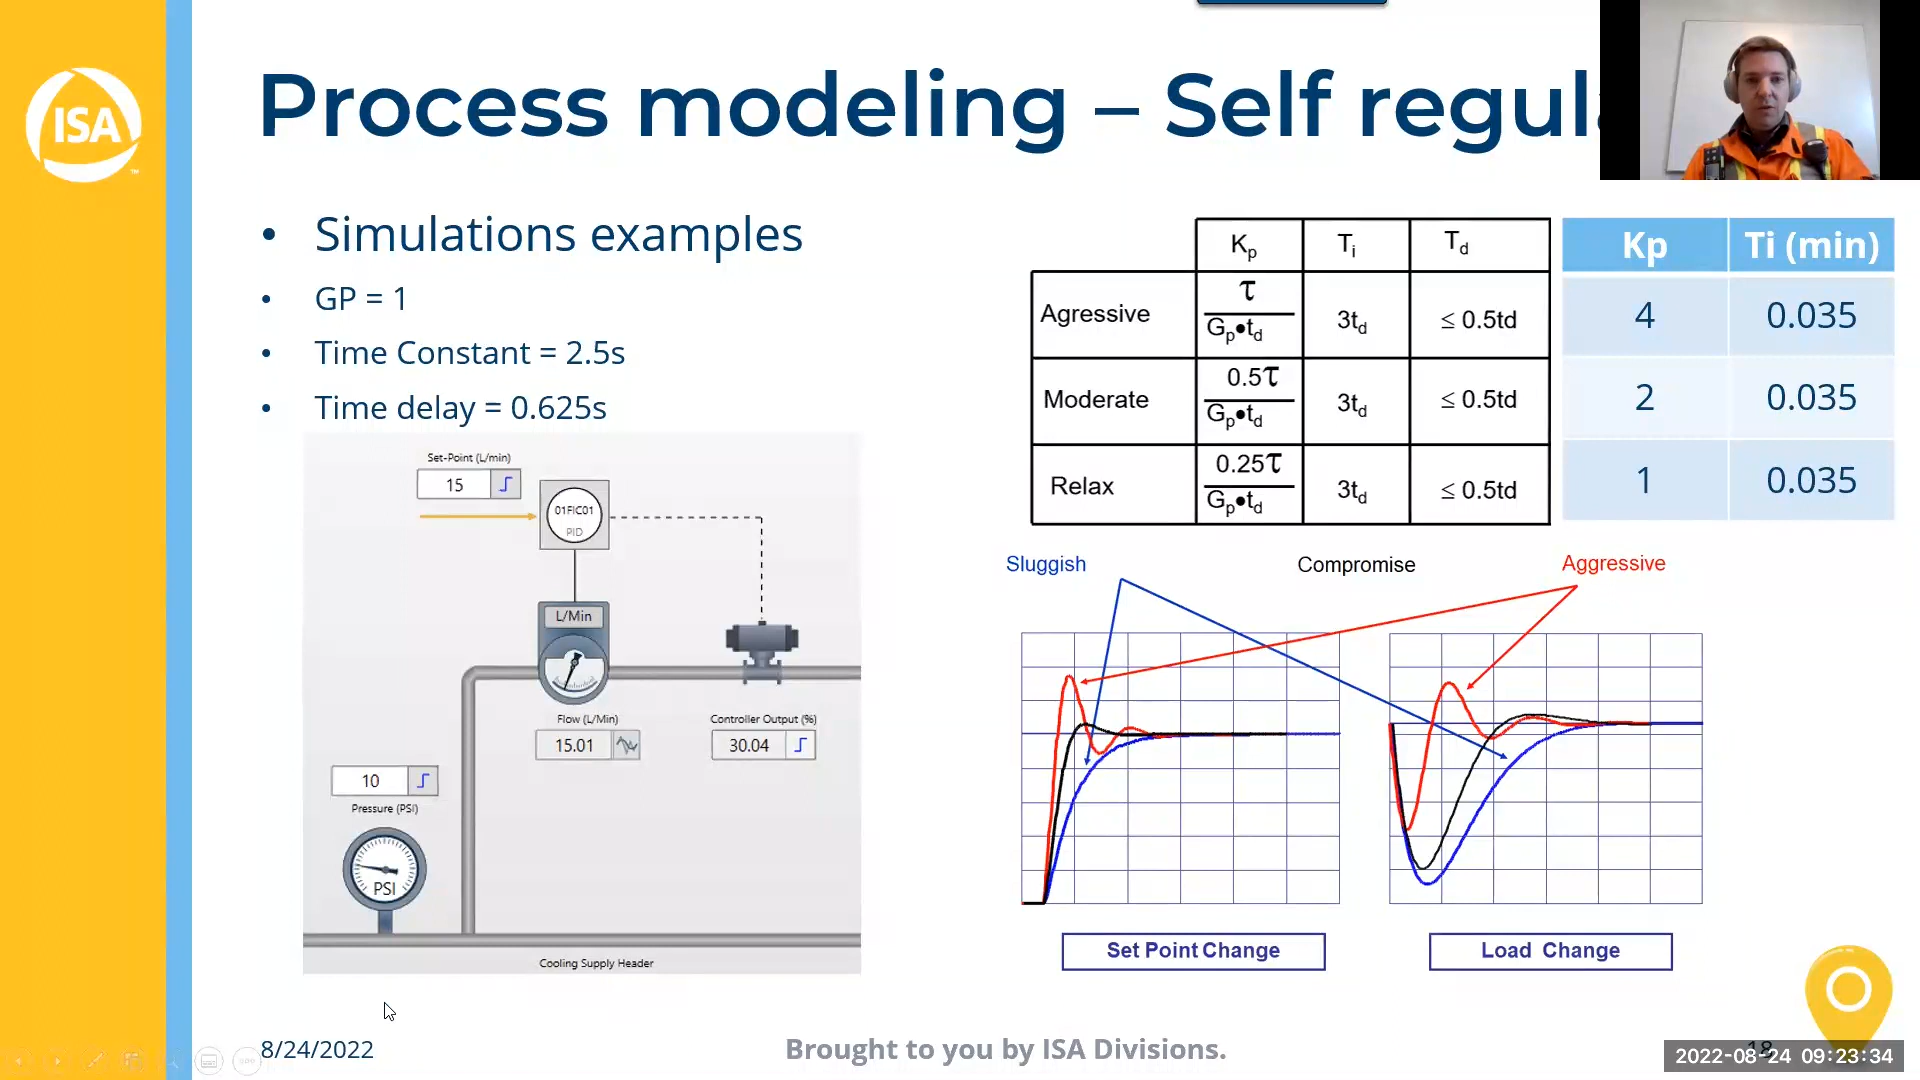 ISA
Process modeling – Self regul
• Simulations examples
• GP = 1
• Time Constant = 2.5s
• Time delay = 0.625s
Set-Point (L/min)
15
01FIC01
PID
L/Min
Flow (L/Min)
15.01
Controller Output (%)
30.04
10
Pressure (PSI)
PSI
Cooling Supply Header
Kp Ti Td
Agressive τ Gp•td 3td ≤ 0.5td
Moderate 0.5τ Gp•td 3td ≤ 0.5td
Relax 0.25τ Gp•td 3td ≤ 0.5td
Kp Ti (min)
4 0.035
2 0.035
1 0.035
Sluggish Compromise Aggressive
Set Point Change
Load Change
8/24/2022
Brought to you by ISA Divisions.
18
2022-08-24 09:23:34